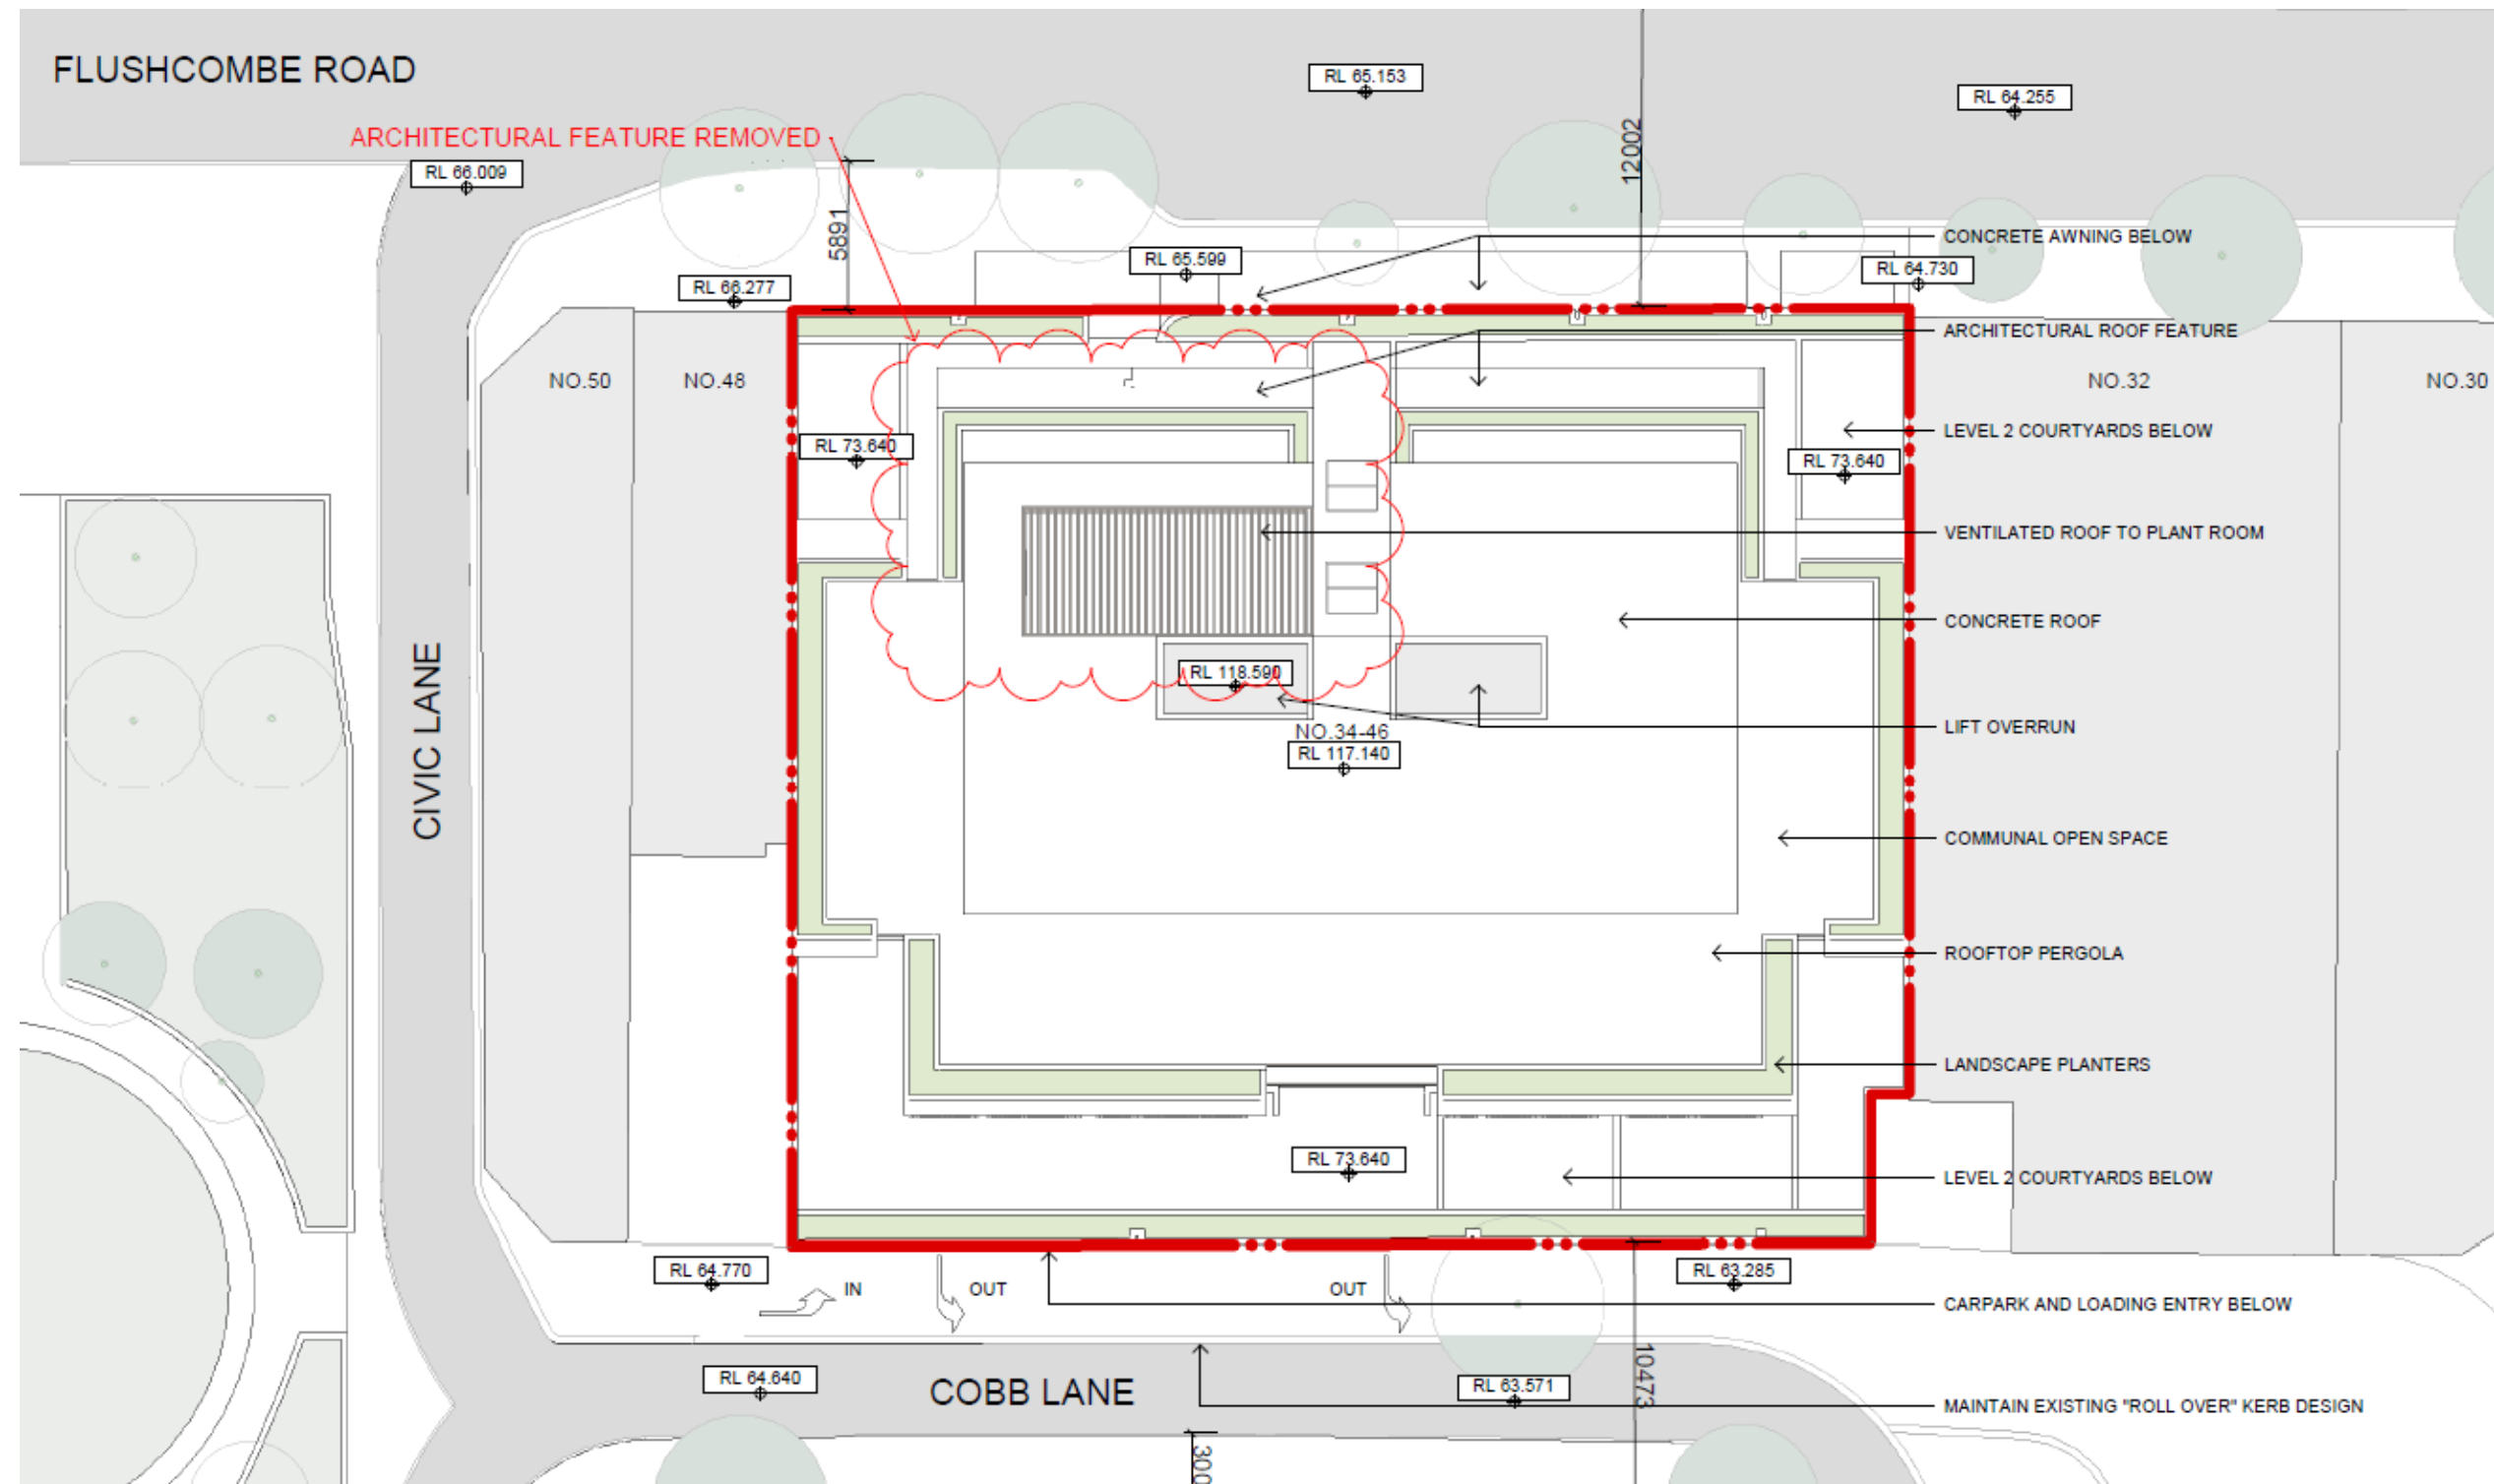 FLUSHCOMBE ROAD
RL 65.153
RL 64.255
ARCHITECTURAL FEATURE REMOVED
12002
RL 66.009
5891
CONCRETE AWNING BELOW
RL 65.599
RL 64.730
RL 66.277
ARCHITECTURAL ROOF FEATURE
NO.50
NO.48
NO.32
NO.30
LEVEL 2 COURTYARDS BELOW
RL 73.640
RL 73.640
VENTILATED ROOF TO PLANT ROOM
CONCRETE ROOF
CIVIC LANE
RL 118.590
LIFT OVERRUN
NO.34-46
RL 117.140
COMMUNAL OPEN SPACE
ROOFTOP PERGOLA
LANDSCAPE PLANTERS
RL 73.640
LEVEL 2 COURTYARDS BELOW
RL 64.770
RL 63.285
IN
OUT
OUT
CARPARK AND LOADING ENTRY BELOW
RL 64.640
COBB LANE
RL 63.571
10473
MAINTAIN EXISTING "ROLL OVER" KERB DESIGN